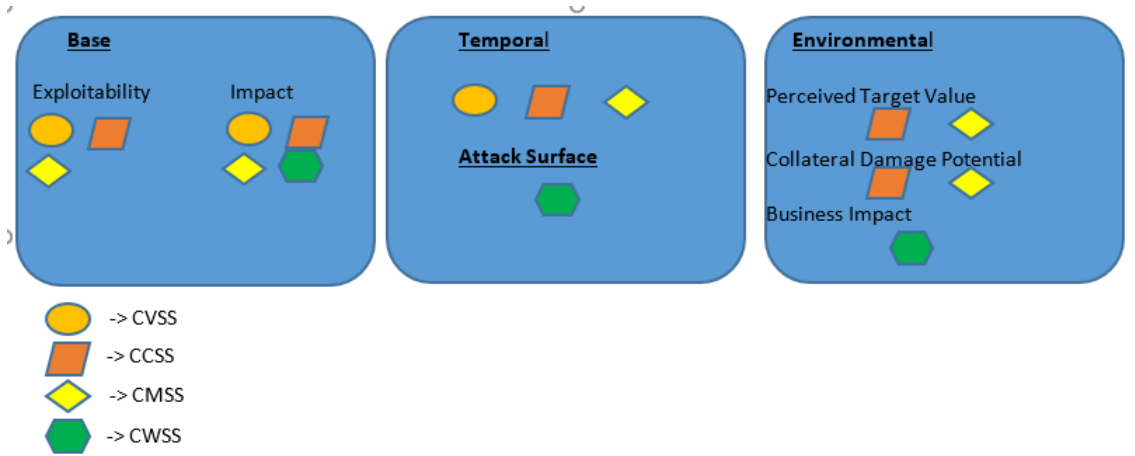 Base
Exploitability
Impact
Temporal
Attack Surface
Environmental
Perceived Target Value
Collateral Damage Potential
Business Impact
-> CVSS
-> CCSS
-> CMSS
-> CWSS